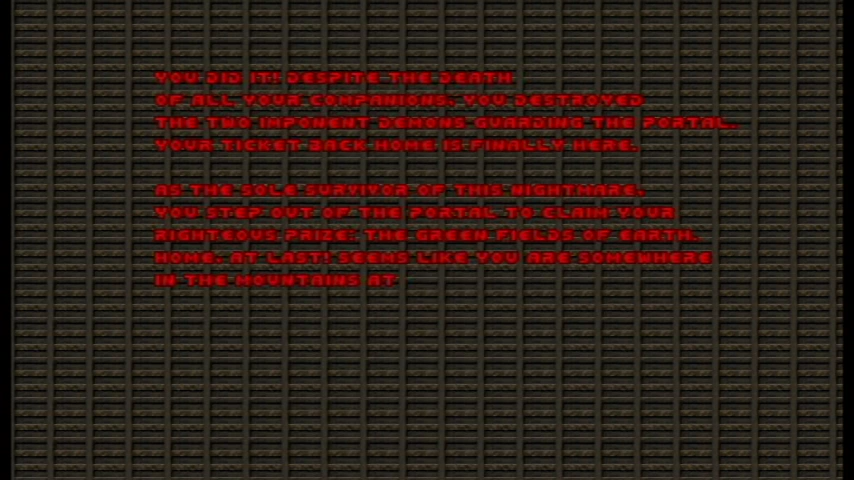 YOU DID IT! DESPITE THE DEATH
OF ALL YOUR COMPANIONS, YOU DESTROYED
THE TWO IMPONENT DEMONS GUARDING THE PORTAL.
YOUR TICKET BACK HOME IS FINALLY HERE.
AS THE SOLE SURVIVOR OF THIS NIGHTMARE,
YOU STEP OUT OF THE PORTAL TO CLAIM YOUR
RIGHTEOUS PRIZE: THE GREEN FIELDS OF EARTH.
HOME, AT LAST! SEEMS LIKE YOU ARE SOMEWHERE
IN THE MOUNTAINS AT